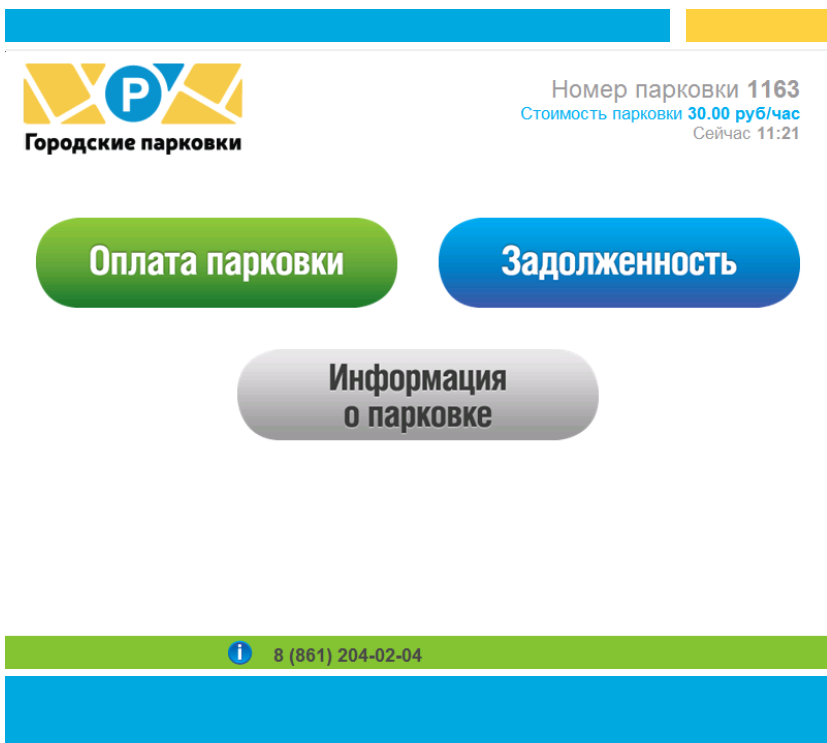 P
Городские парковки
Номер парковки 1163
Стоимость парковки 30.00 руб/час
Сейчас 11:21
Оплата парковки
Задолженность
Информация
о парковке
i 8 (861) 204-02-04